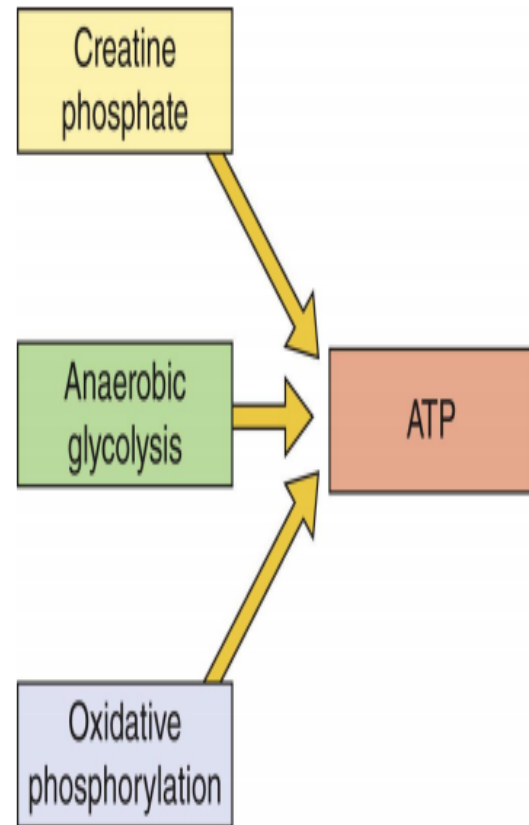 Creatine
phosphate
Anaerobic
glycolysis
ATP
Oxidative
phosphorylation